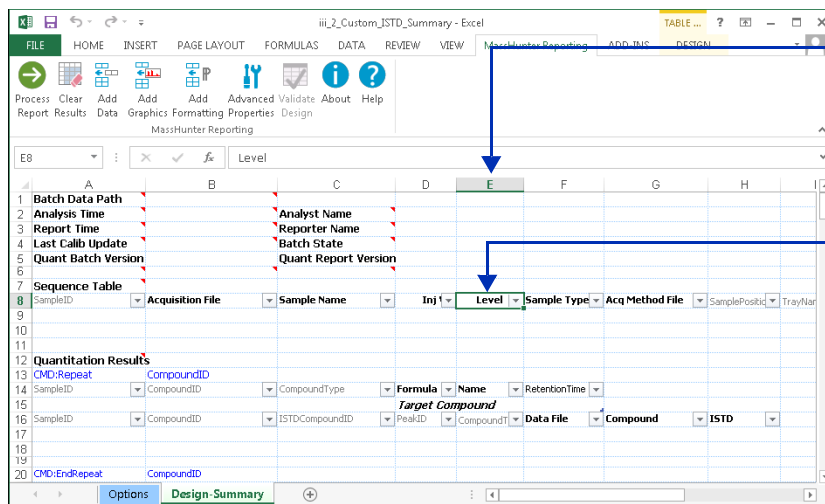 iii_2_Custom_ISTD_Summary - Excel
TABLE ...
?
FILE HOME INSERT PAGE LAYOUT FORMULAS DATA REVIEW VIEW MassHunter Reporting ADD-INS DESIGN
Process Report
Clear Results
Add Data
Add Graphics
Add Formatting
Advanced Properties
Validate Design
About
Help
MassHunter Reporting
E8 fx Level
A B C D E F G H I
1 Batch Data Path
2 Analysis Time Analyst Name
3 Report Time Reporter Name
4 Last Calib Update Batch State
5 Quant Batch Version Quant Report Version
6
7 Sequence Table
8 SampleID Acquisition File Sample Name Inj Level Sample Type Acq Method File SamplePositic TrayNar
9
10
11
12 Quantitation Results
13 CMD:Repeat CompoundID
14 SampleID CompoundID CompoundType Formula Name RetentionTime
15 Target Compound
16 SampleID CompoundID ISTDCompoundID PeakID CompoundT Data File Compound ISTD
17
18
19
20 CMD:EndRepeat CompoundID
Options Design-Summary